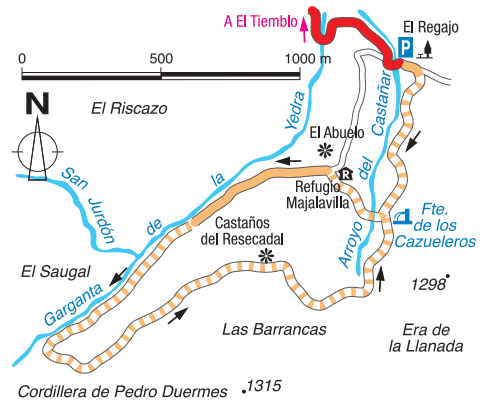 A El Tiemblo
El Regajo
P
0 500 1000 m
El Riscazo
N
Garganta de la Yedra
Arroyo del Castañar
El Abuelo
San Jurdón
R
Refugio
Majalavilla
Castaños
del Resecadal
Fte.
de los
Cazueleros
El Saugal
1298
Las Barrancas
Era de
la Llanada
Cordillera de Pedro Duermes
1315